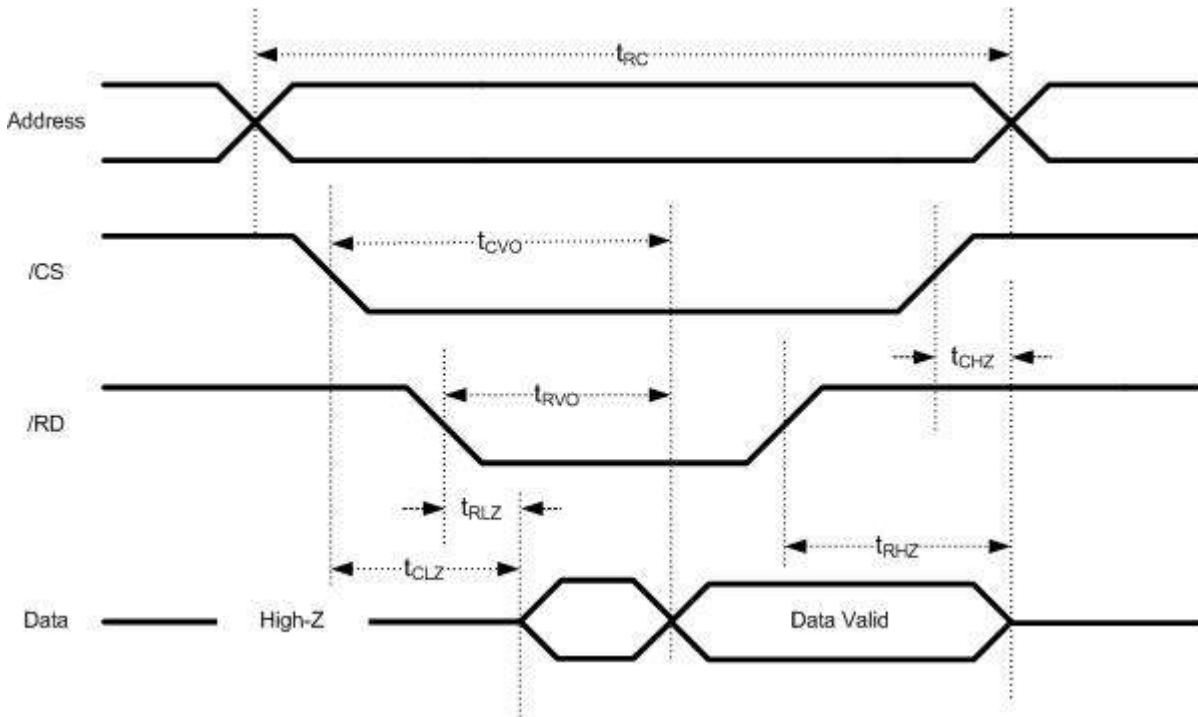 tRC
Address
tCVO
/CS
tCHZ
tRVO
/RD
tRLZ
tRHZ
tCLZ
Data High-Z Data Valid